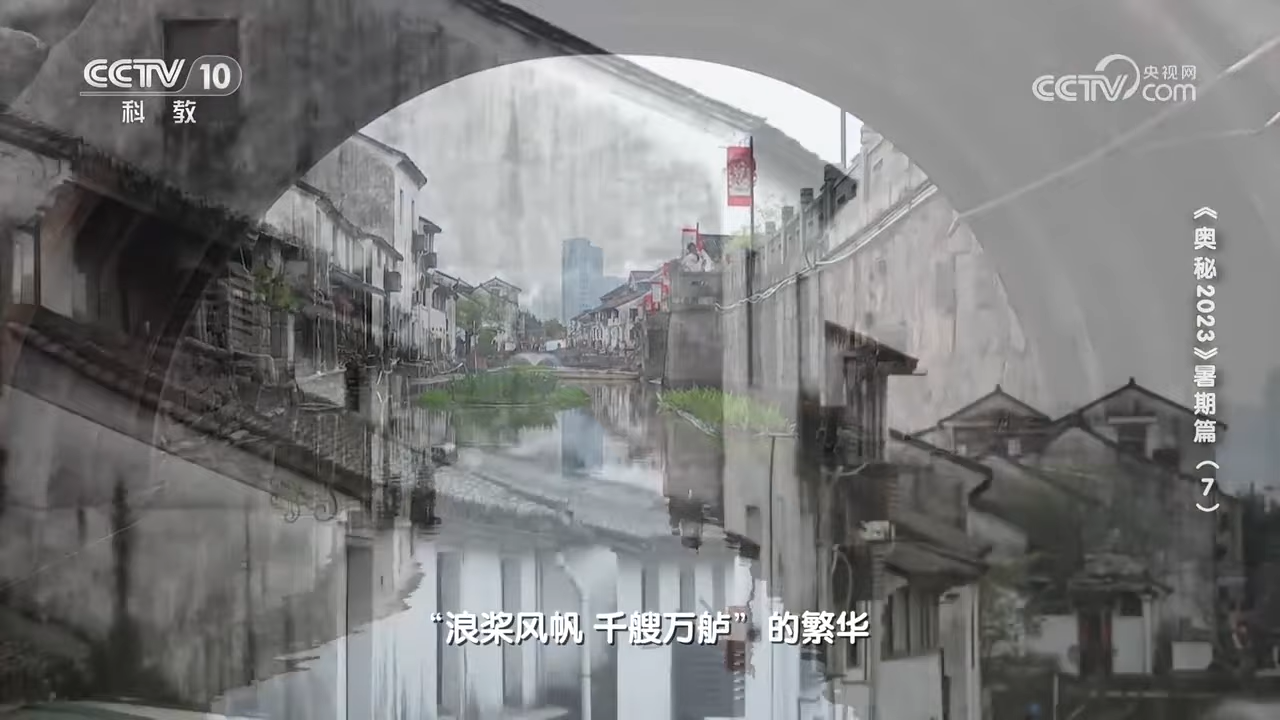 CCTV 10
科教
央视网
CCTV com
《奥秘2023》暑期篇（7）
“浪桨风帆 千艘万舻”的繁华